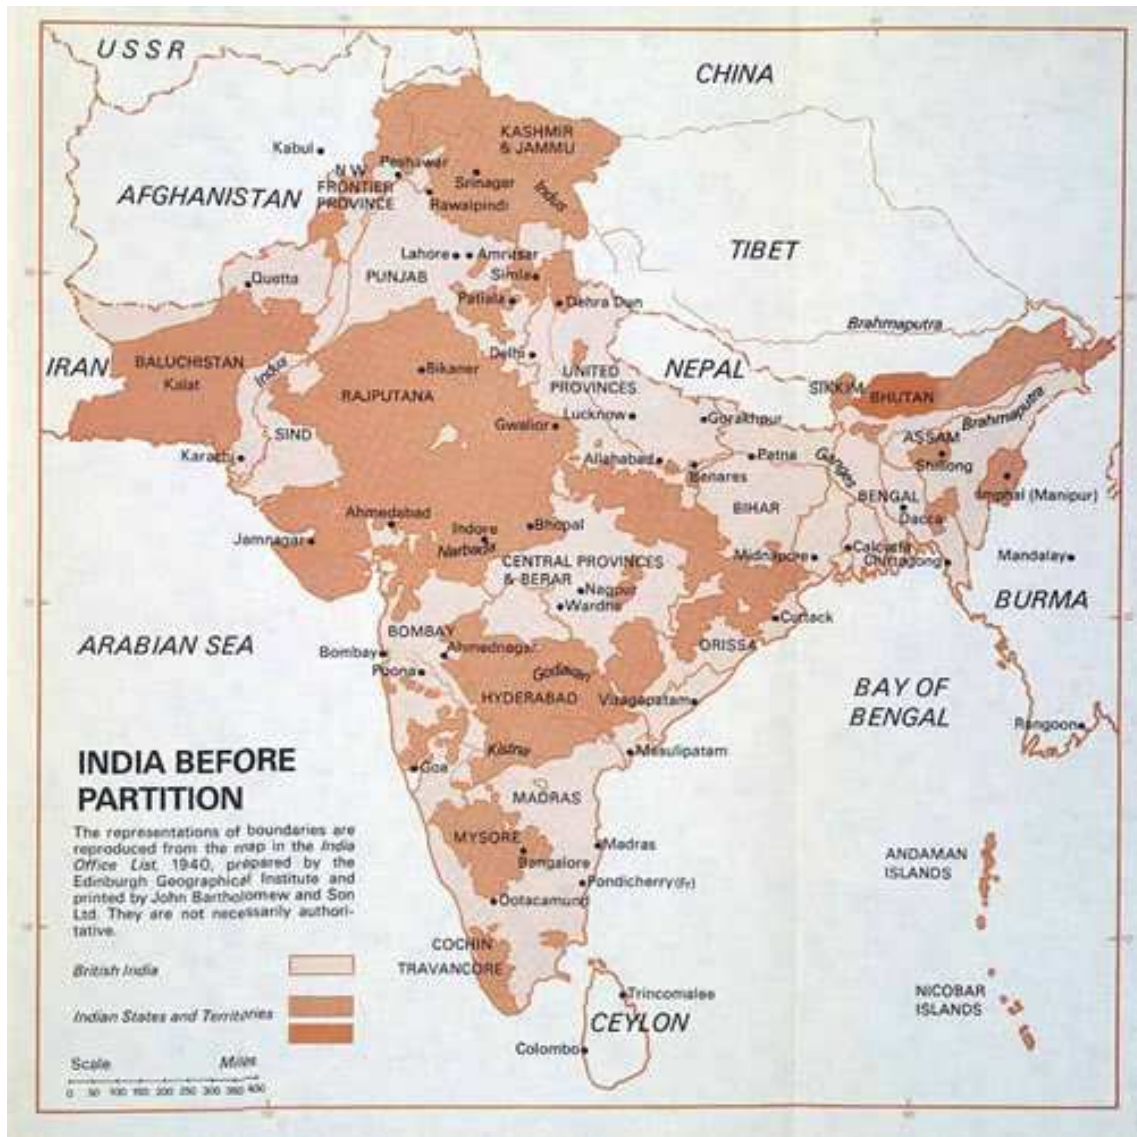 USSR
CHINA
KASHMIR
& JAMMU
Kabul
Peshawar
N W
FRONTIER
PROVINCE
Srinagar
Indus
AFGHANISTAN
Rawalpindi
TIBET
Lahore
Amritsar
PUNJAB
Simla
Quetta
Patiala
Dehra Dun
Brahmaputra
Delhi
IRAN
BALUCHISTAN
Kalat
Indus
Bikaner
UNITED
PROVINCES
NEPAL
SIKKIM
BHUTAN
RAJPUTANA
Brahmaputra
Lucknow
Gorakhpur
Gwalior
SIND
ASSAM
Karachi
Allahabad
Patna
Ganges
Shillong
Benares
BENGAL
Imphal (Manipur)
BIHAR
Dacca
Ahmedabad
Indore
Bhopal
Jamnagar
Narbada
Calcutta
Midnapore
Chittagong
Mandalay
CENTRAL PROVINCES
& BERAR
Nagpur
Wardha
BURMA
Cuttack
BOMBAY
ARABIAN SEA
Bombay
Ahmednagar
ORISSA
Poona
Godavari
HYDERABAD
Vizagapatam
BAY OF
BENGAL
Rangoon
Kistna
Masulipatam
Goa
INDIA BEFORE
PARTITION
MADRAS
The representations of boundaries are
reproduced from the map in the India
Office List, 1940, prepared by the
Edinburgh Geographical Institute and
printed by John Bartholomew and Son
Ltd. They are not necessarily authori-
tative.
MYSORE
Bangalore
Madras
ANDAMAN
ISLANDS
Pondicherry (Fr)
Ootacamund
COCHIN
TRAVANCORE
British India
Trincomalee
NICOBAR
ISLANDS
Indian States and Territories
CEYLON
Colombo
Scale Miles
0 50 100 150 200 250 300 350 400